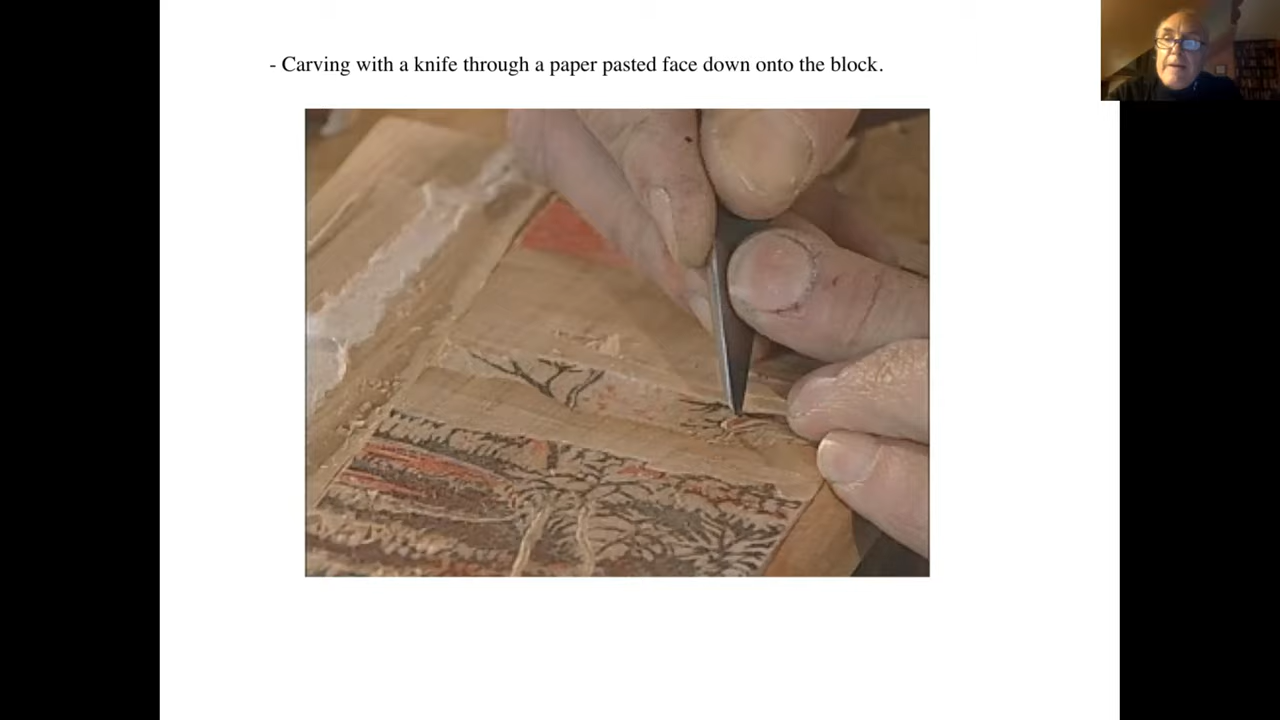 - Carving with a knife through a paper pasted face down onto the block.